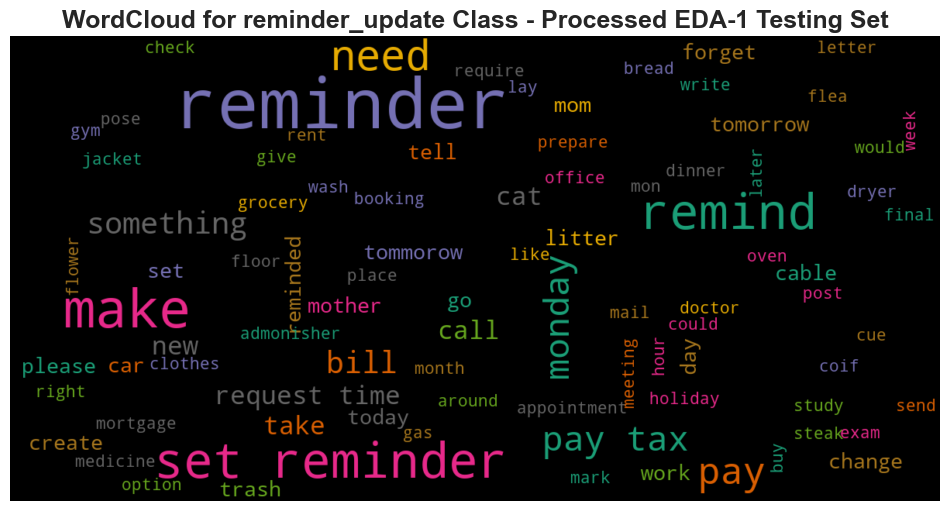 WordCloud for reminder_update Class - Processed EDA-1 Testing Set
check
need
forget
letter
require
bread
reminder
lay
write
flea
mom
pose
tomorrow
week
gym
rent
prepare
would
jacket
give
tell
later
office
dinner
wash
cat
mon
dryer
grocery
booking
remind
final
something
litter
flower
reminded
tommorow
like
oven
set
floor
place
monday
cable
make
mother
go
post
admonisher
call
mail
doctor
could
cue
new
hour
day
please
car
clothes
bill
month
meeting
coif
right
request time
around
appointment
holiday
study
send
mortgage
take
today
gas
pay tax
steak
exam
create
medicine
set reminder
buy
change
option
trash
mark
work
pay